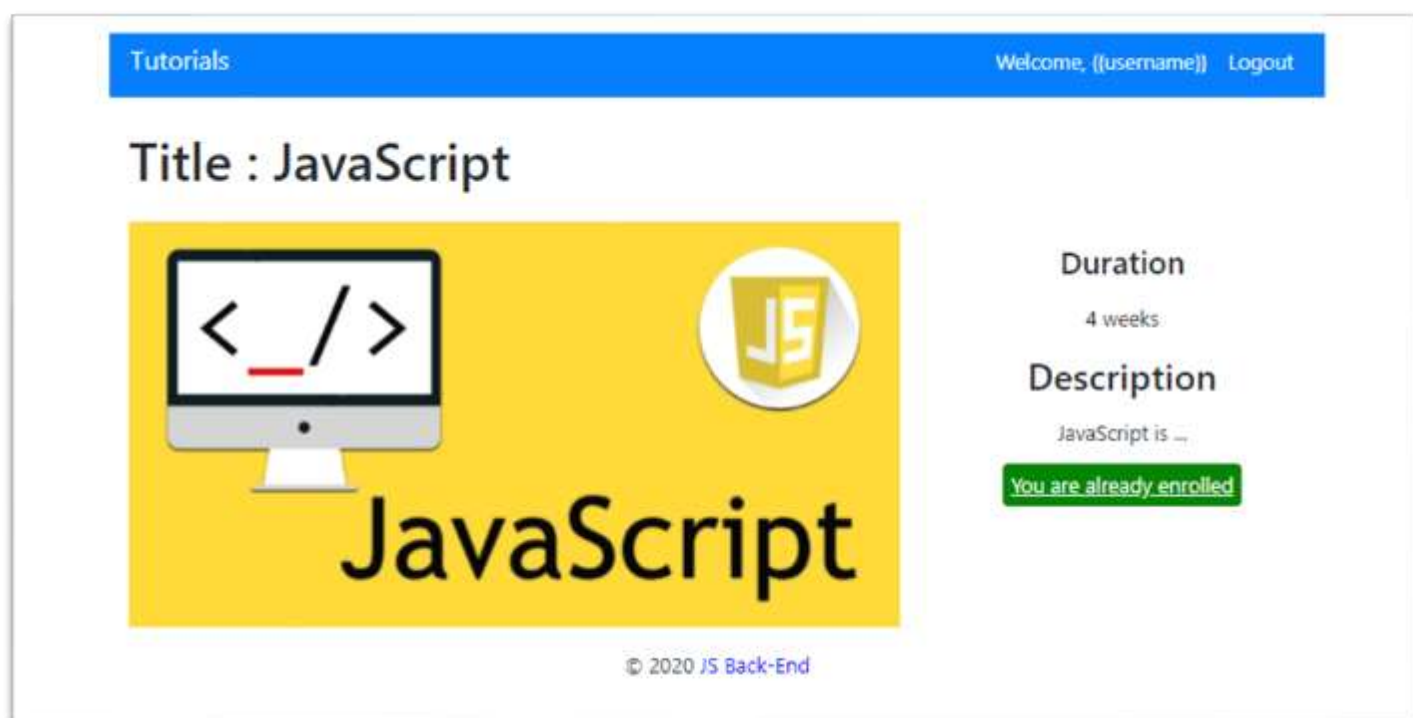 Tutorials
Welcome, ((username)) Logout
Title : JavaScript
<_/>
JS
JavaScript
Duration
4 weeks
Description
JavaScript is ...
You are already enrolled
© 2020 JS Back-End